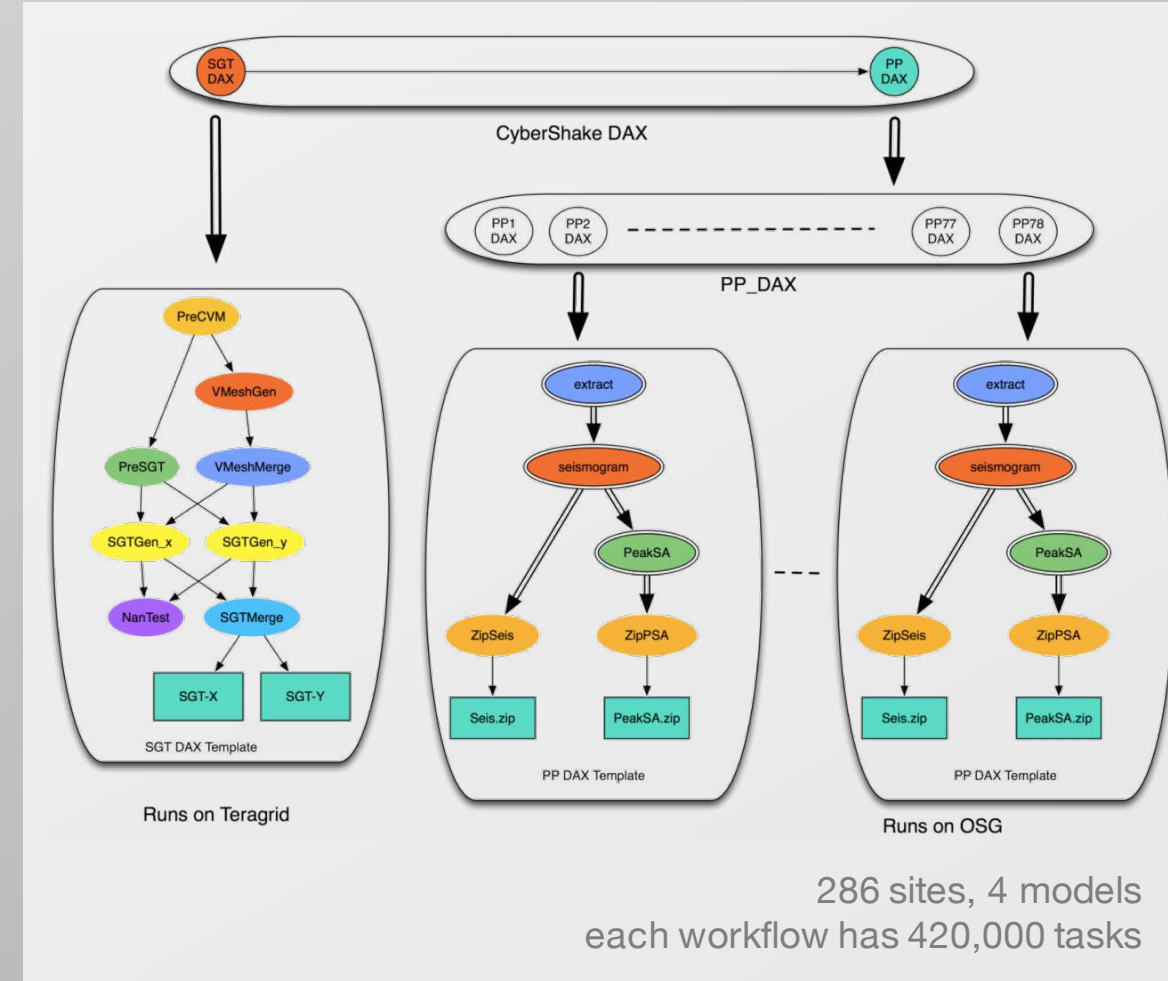 SGT
DAX
PP
DAX
CyberShake DAX
PP1
DAX
PP2
DAX
PP77
DAX
PP78
DAX
PP_DAX
PreCVM
VMeshGen
PreSGT
VMeshMerge
SGTGen_x
SGTGen_y
NanTest
SGTMerge
SGT-X
SGT-Y
SGT DAX Template
Runs on Teragrid
extract
seismogram
PeakSA
ZipSeis
ZipPSA
Seis.zip
PeakSA.zip
PP DAX Template
extract
seismogram
PeakSA
ZipSeis
ZipPSA
Seis.zip
PeakSA.zip
PP DAX Template
Runs on OSG
286 sites, 4 models
each workflow has 420,000 tasks